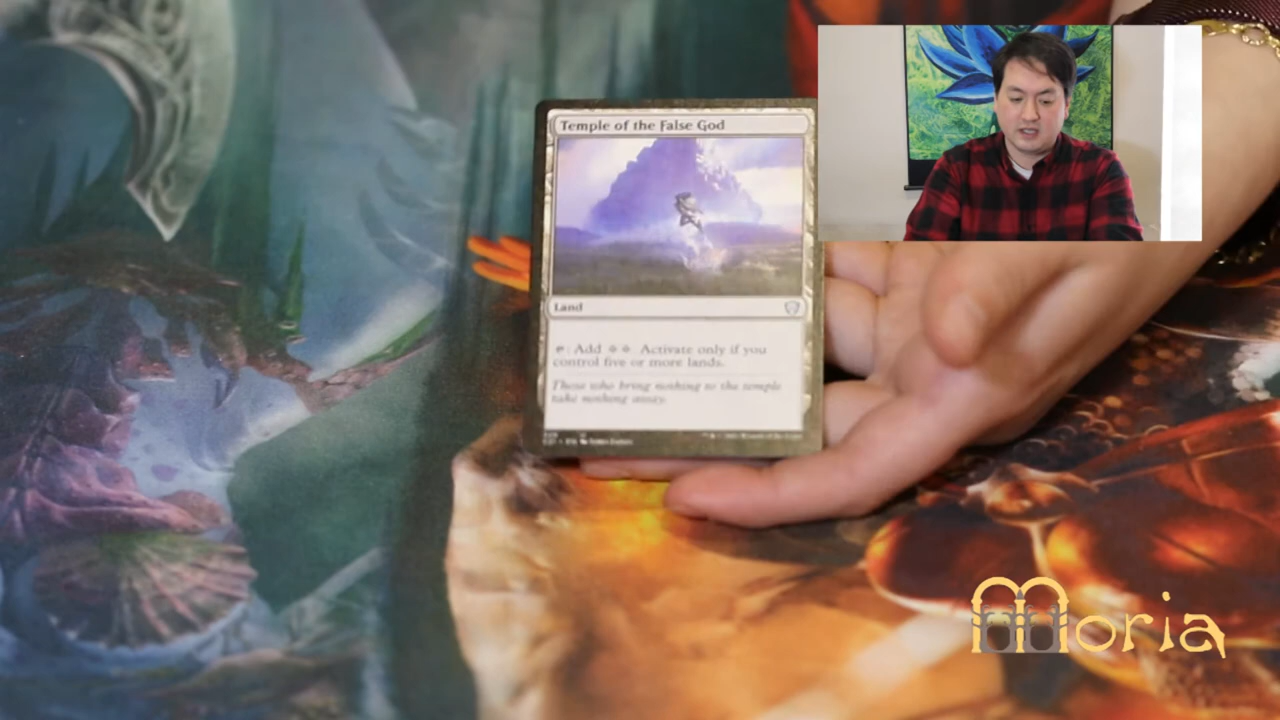 Temple of the False God
Land
: Add . Activate only if you
control five or more lands.
Those who bring nothing to the temple
take nothing away.
Moria